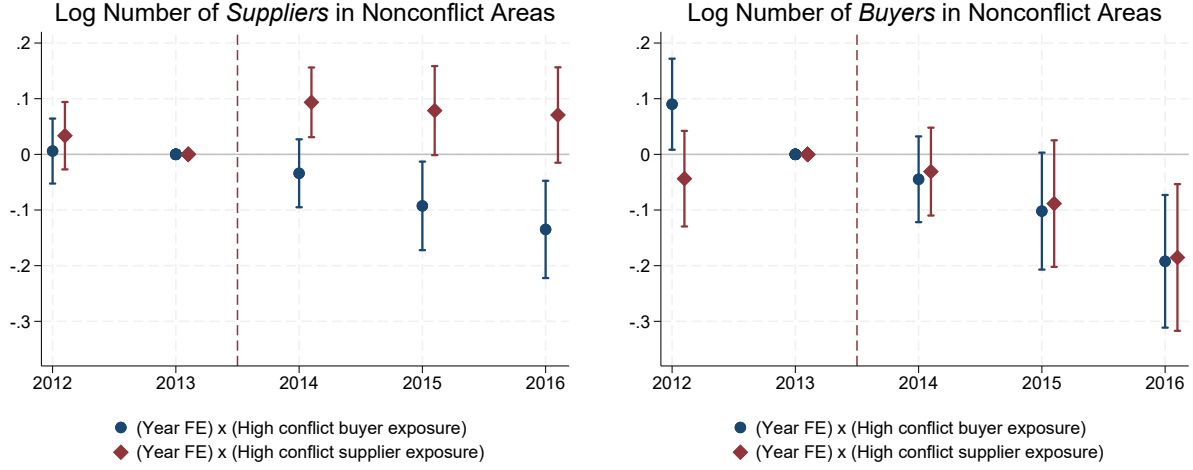 Log Number of Suppliers in Nonconflict Areas
.2
.1
0
-.1
-.2
-.3
2012 2013 2014 2015 2016
(Year FE) x (High conflict buyer exposure)
(Year FE) x (High conflict supplier exposure)
Log Number of Buyers in Nonconflict Areas
.2
.1
0
-.1
-.2
-.3
2012 2013 2014 2015 2016
(Year FE) x (High conflict buyer exposure)
(Year FE) x (High conflict supplier exposure)